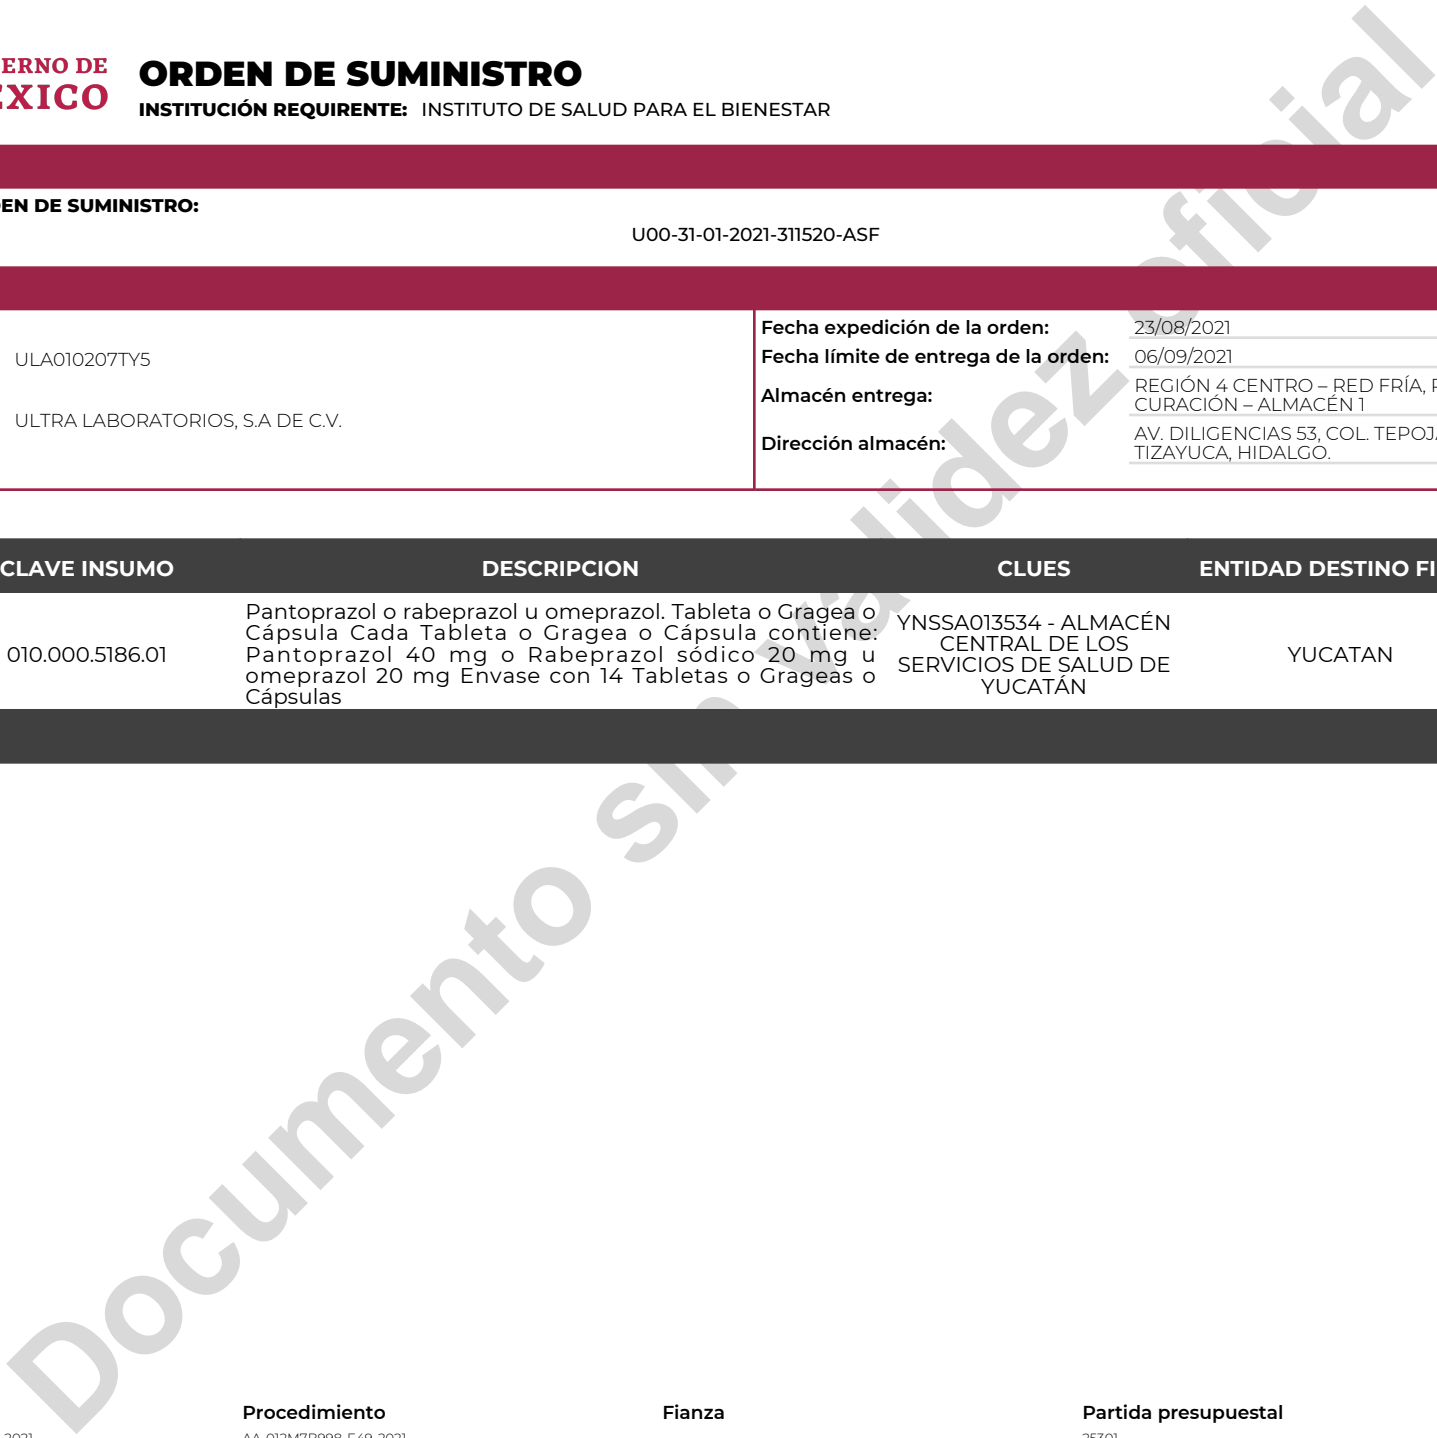 ORDEN DE SUMINISTRO
INSTITUCIÓN REQUIRENTE: INSTITUTO DE SALUD PARA EL BIENESTAR
DE SUMINISTRO:
U00-31-01-2021-311520-ASF
ULA010207TY5
ULTRA LABORATORIOS, S.A DE C.V.
Fecha expedición de la orden: 23/08/2021
Fecha límite de entrega de la orden: 06/09/2021
Almacén entrega: REGIÓN 4 CENTRO – RED FRÍA,
CURACIÓN – ALMACÉN 1
Dirección almacén: AV. DILIGENCIAS 53, COL.
TIZAYUCA, HIDALGO.
CLAVE INSUMO DESCRIPCION CLUES ENTIDAD DESTINO
010.000.5186.01
Pantoprazol o rabeprazol u omeprazol. Tableta o Gragea o
Cápsula Cada Tableta o Gragea o Cápsula contiene:
Pantoprazol 40 mg o Rabeprazol sódico 20 mg u
omeprazol 20 mg Envase con 14 Tabletas o Grageas o
Cápsulas
YNSSA013534 - ALMACÉN
CENTRAL DE LOS
SERVICIOS DE SALUD DE
YUCATÁN
YUCATAN
Documento sin validez oficial
Procedimiento Fianza Partida presupuestal